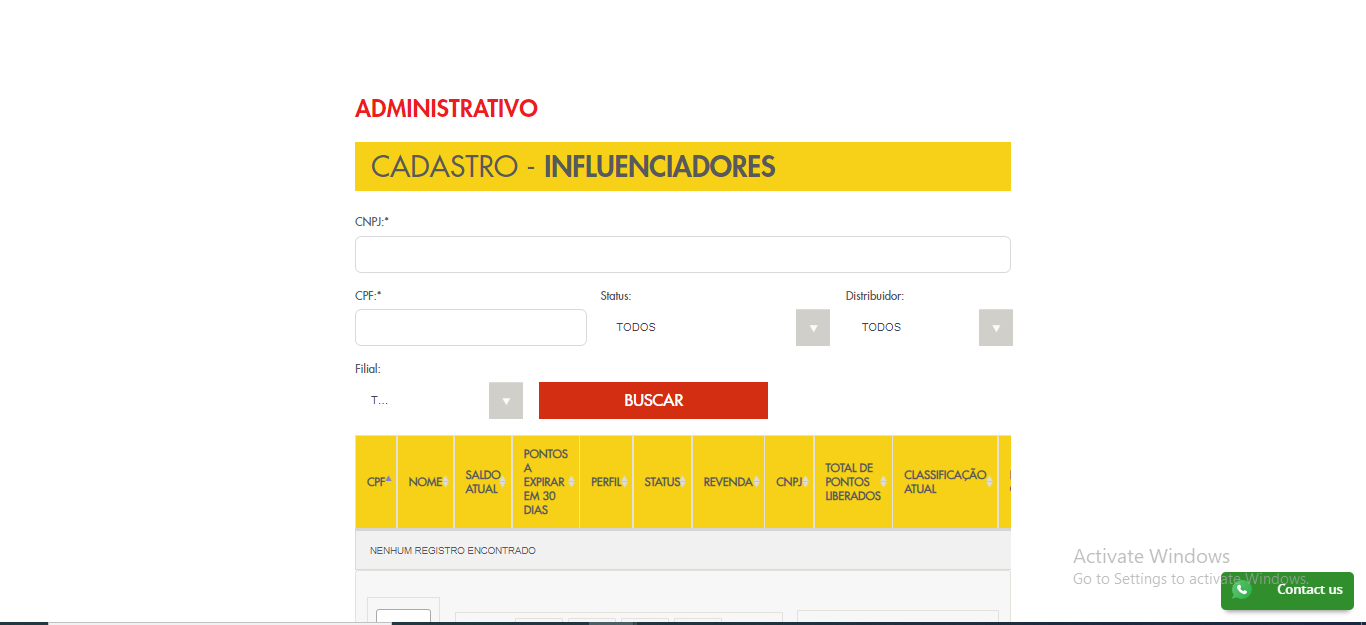 ADMINISTRATIVO
CADASTRO - INFLUENCIADORES
CNPJ:*
CPF:*
Status:
Distribuidor:
TODOS
TODOS
Filial:
T...
BUSCAR
CPF
NOME
SALDO
ATUAL
PONTOS
A
EXPIRAR
EM 30
DIAS
PERFIL
STATUS
REVENDA
CNPJ
TOTAL DE
PONTOS
LIBERADOS
CLASSIFICAÇÃO
ATUAL
NENHUM REGISTRO ENCONTRADO
Activate Windows
Go to Settings to activate Windows.
Contact us